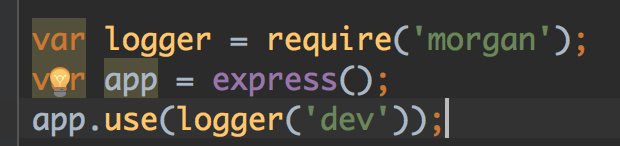 var logger = require('morgan');
var app = express();
app.use(logger('dev'));